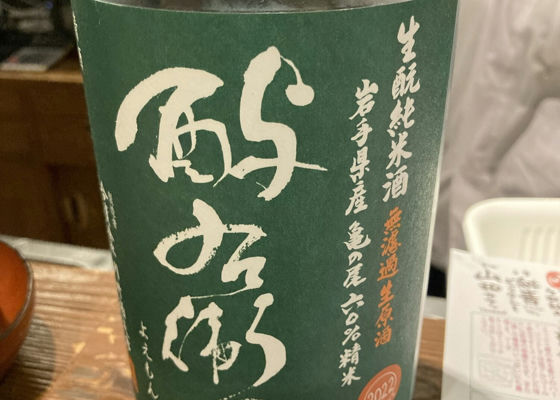 生酛純米酒
無濾過生原酒
岩手県産 亀の尾 六〇%精米
酉与右衛
よえもん
2022